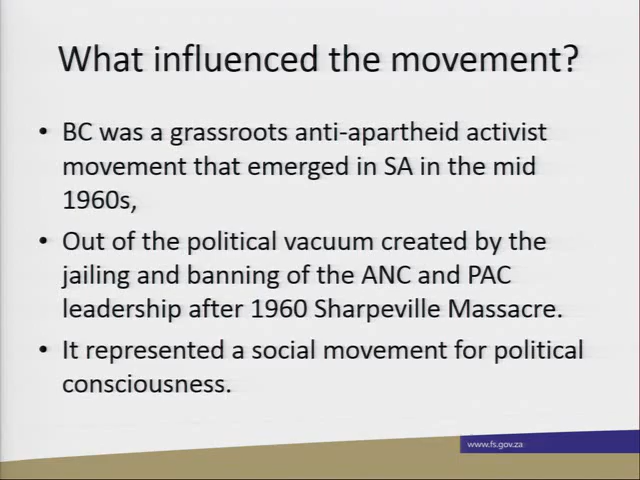 What influenced the movement?
• BC was a grassroots anti-apartheid activist
movement that emerged in SA in the mid
1960s,
• Out of the political vacuum created by the
jailing and banning of the ANC and PAC
leadership after 1960 Sharpeville Massacre.
• It represented a social movement for political
consciousness.
www.fs.gov.za